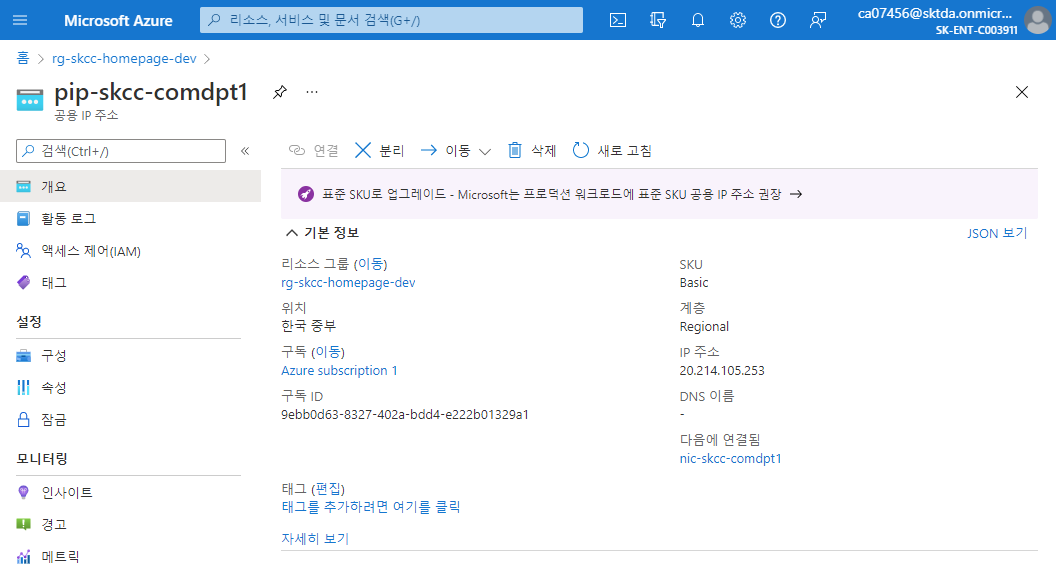 Microsoft Azure
리소스, 서비스 및 문서 검색(G+/)
ca07456@sktda.onmicr...
SK-ENT-C003911
홈 > rg-skcc-homepage-dev >
pip-skcc-comdpt1
...
공용 IP 주소
검색(Ctrl+/)
«
개요
활동 로그
액세스 제어(IAM)
태그
설정
구성
속성
잠금
모니터링
인사이트
경고
메트릭
연결
분리
이동
삭제
새로 고침
표준 SKU로 업그레이드 - Microsoft는 프로덕션 워크로드에 표준 SKU 공용 IP 주소 권장 →
기본 정보
JSON 보기
리소스 그룹 (이동)
rg-skcc-homepage-dev
위치
한국 중부
구독 (이동)
Azure subscription 1
구독 ID
9ebb0d63-8327-402a-bdd4-e222b01329a1
SKU
Basic
계층
Regional
IP 주소
20.214.105.253
DNS 이름
-
다음에 연결됨
nic-skcc-comdpt1
태그 (편집)
태그를 추가하려면 여기를 클릭
자세히 보기